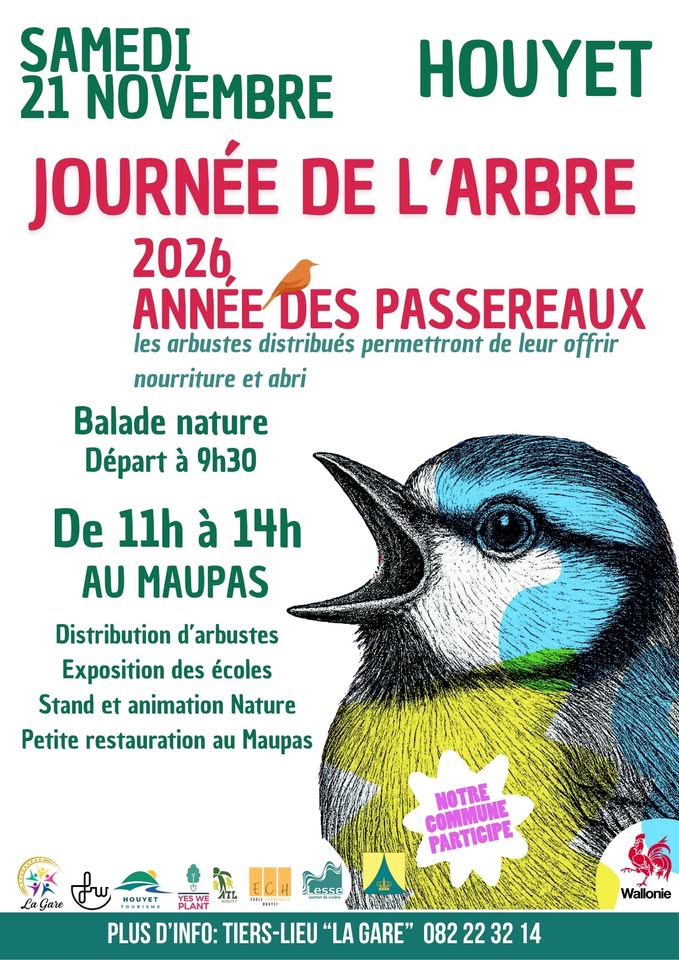 SAMEDI
21 NOVEMBRE
HOUYET
JOURNÉE DE L'ARBRE
2026
ANNÉE DES PASSEREAUX
les arbustes distribués permettront de leur offrir
nourriture et abri
Balade nature
Départ à 9h30
De 11h à 14h
AU MAUPAS
Distribution d'arbustes
Exposition des écoles
Stand et animation Nature
Petite restauration au Maupas
NOTRE
COMMUNE
PARTICIPE
La Gare
HOUYET
TOURISME
YES WE
PLANT
ATL
HOUYET
ECH
HOUYET
Lesse
Wallonie
PLUS D'INFO: TIERS-LIEU "LA GARE" 082 22 32 14